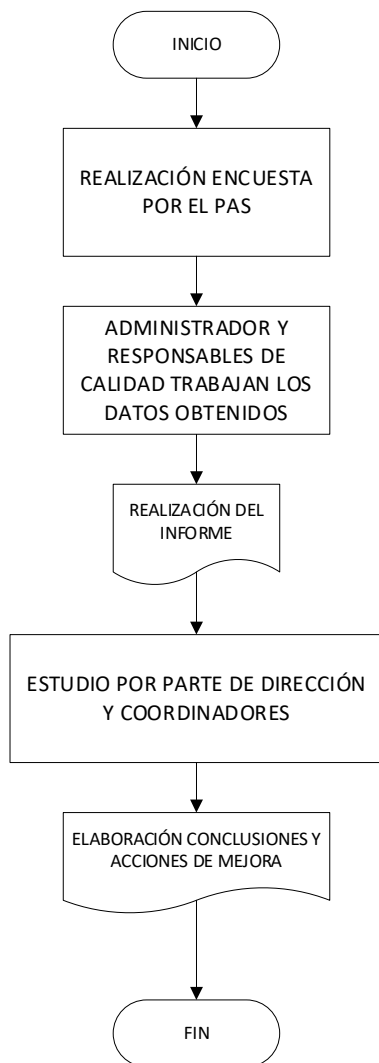 INICIO
REALIZACIÓN ENCUESTA
POR EL PAS
ADMINISTRADOR Y
RESPONSABLES DE
CALIDAD TRABAJAN LOS
DATOS OBTENIDOS
REALIZACIÓN DEL
INFORME
ESTUDIO POR PARTE DE DIRECCIÓN
Y COORDINADORES
ELABORACIÓN CONCLUSIONES Y
ACCIONES DE MEJORA
FIN